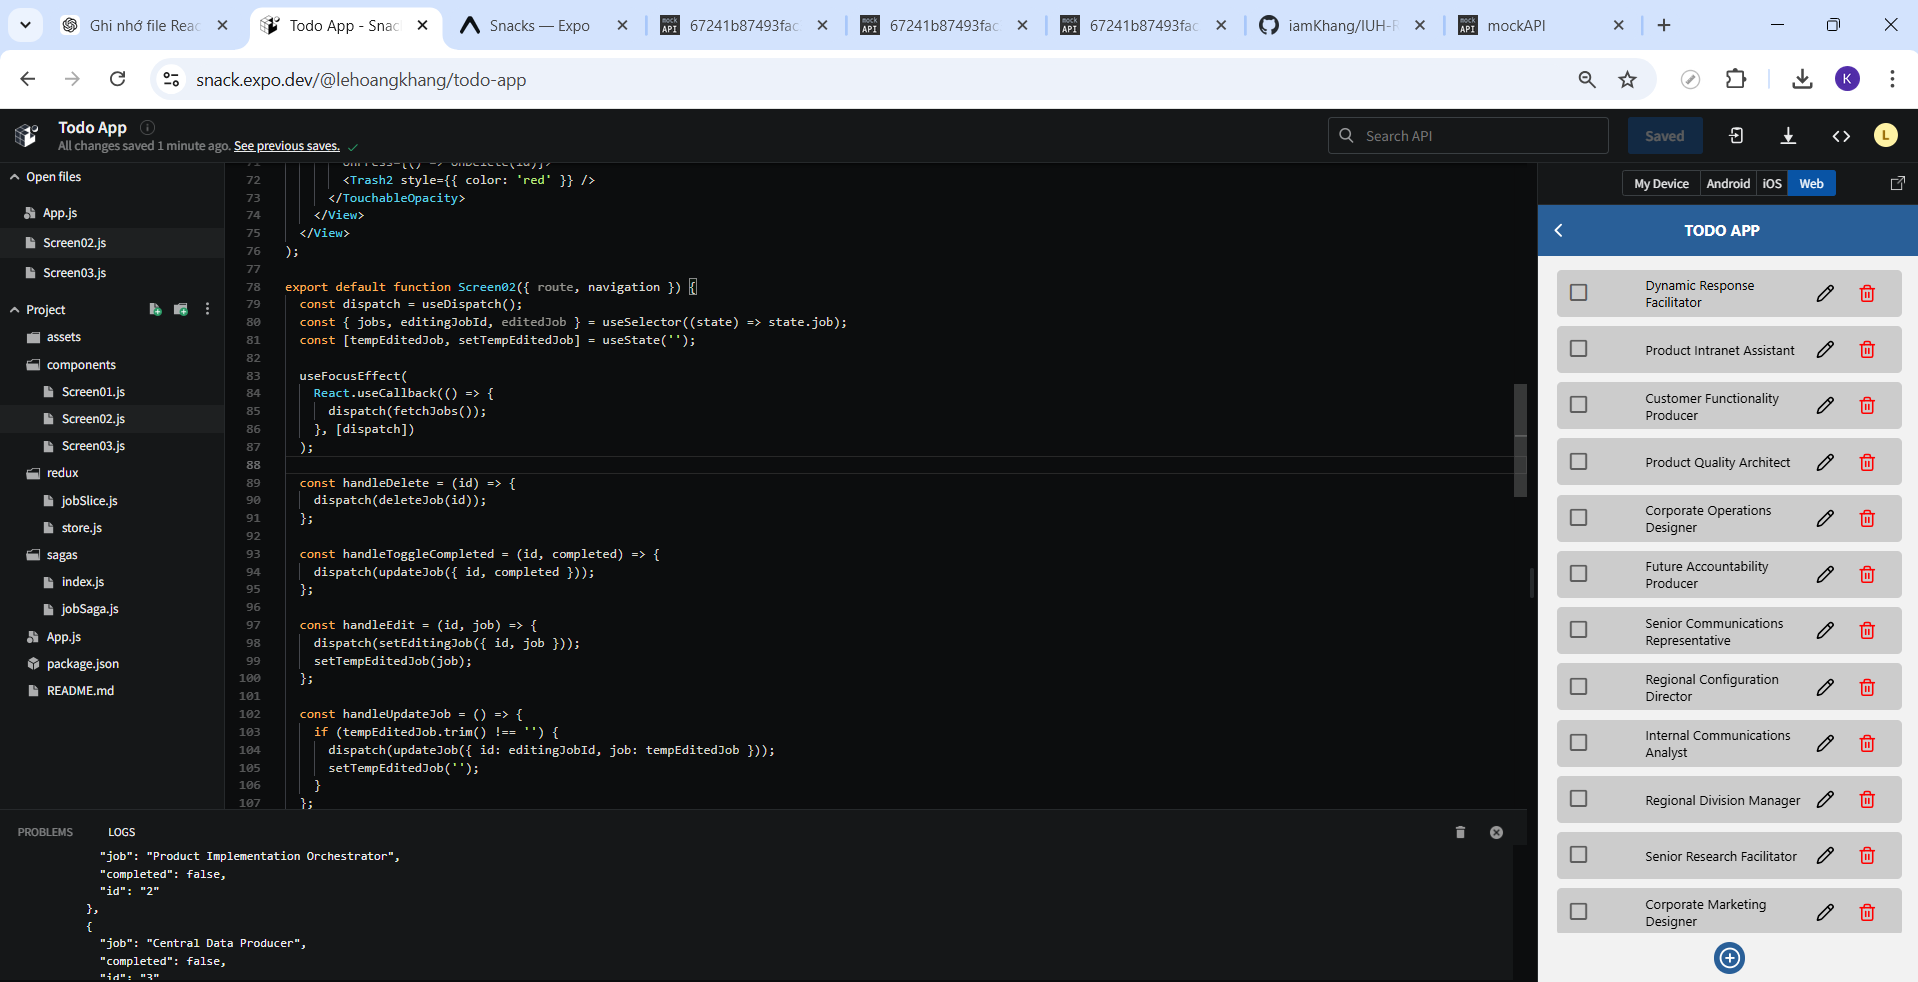 Ghi nhớ file Reac
Todo App - Snac
Snacks — Expo
67241b87493fac
67241b87493fac
67241b87493fac
iamKhang/IUH-R
mockAPI
snack.expo.dev/@lehoangkhang/todo-app
K
Todo App
All changes saved 1 minute ago. See previous saves.
Search API
Saved
L
Open files
App.js
Screen02.js
Screen03.js
Project
assets
components
Screen01.js
Screen02.js
Screen03.js
redux
jobSlice.js
store.js
sagas
index.js
jobSaga.js
App.js
package.json
README.md
71 onPress={() => onDelete(id)}>
72 <Trash2 style={{ color: 'red' }} />
73 </TouchableOpacity>
74 </View>
75 </View>
76 );
77
78 export default function Screen02({ route, navigation }) {
79 const dispatch = useDispatch();
80 const { jobs, editingJobId, editedJob } = useSelector((state) => state.job);
81 const [tempEditedJob, setTempEditedJob] = useState('');
82
83 useFocusEffect(
84 React.useCallback(() => {
85 dispatch(fetchJobs());
86 }, [dispatch])
87 );
88
89 const handleDelete = (id) => {
90 dispatch(deleteJob(id));
91 };
92
93 const handleToggleCompleted = (id, completed) => {
94 dispatch(updateJob({ id, completed }));
95 };
96
97 const handleEdit = (id, job) => {
98 dispatch(setEditingJob({ id, job }));
99 setTempEditedJob(job);
100 };
101
102 const handleUpdateJob = () => {
103 if (tempEditedJob.trim() !== '') {
104 dispatch(updateJob({ id: editingJobId, job: tempEditedJob }));
105 setTempEditedJob('');
106 }
107 };
PROBLEMS
LOGS
"job": "Product Implementation Orchestrator",
"completed": false,
"id": "2"
},
{
"job": "Central Data Producer",
"completed": false,
"id": "3"
My Device
Android
iOS
Web
TODO APP
Dynamic Response
Facilitator
Product Intranet Assistant
Customer Functionality
Producer
Product Quality Architect
Corporate Operations
Designer
Future Accountability
Producer
Senior Communications
Representative
Regional Configuration
Director
Internal Communications
Analyst
Regional Division Manager
Senior Research Facilitator
Corporate Marketing
Designer